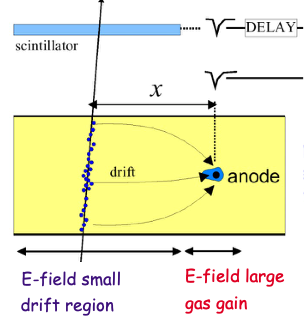 DELAY
scintillator
x
drift
anode
E-field small
drift region
E-field large
gas gain